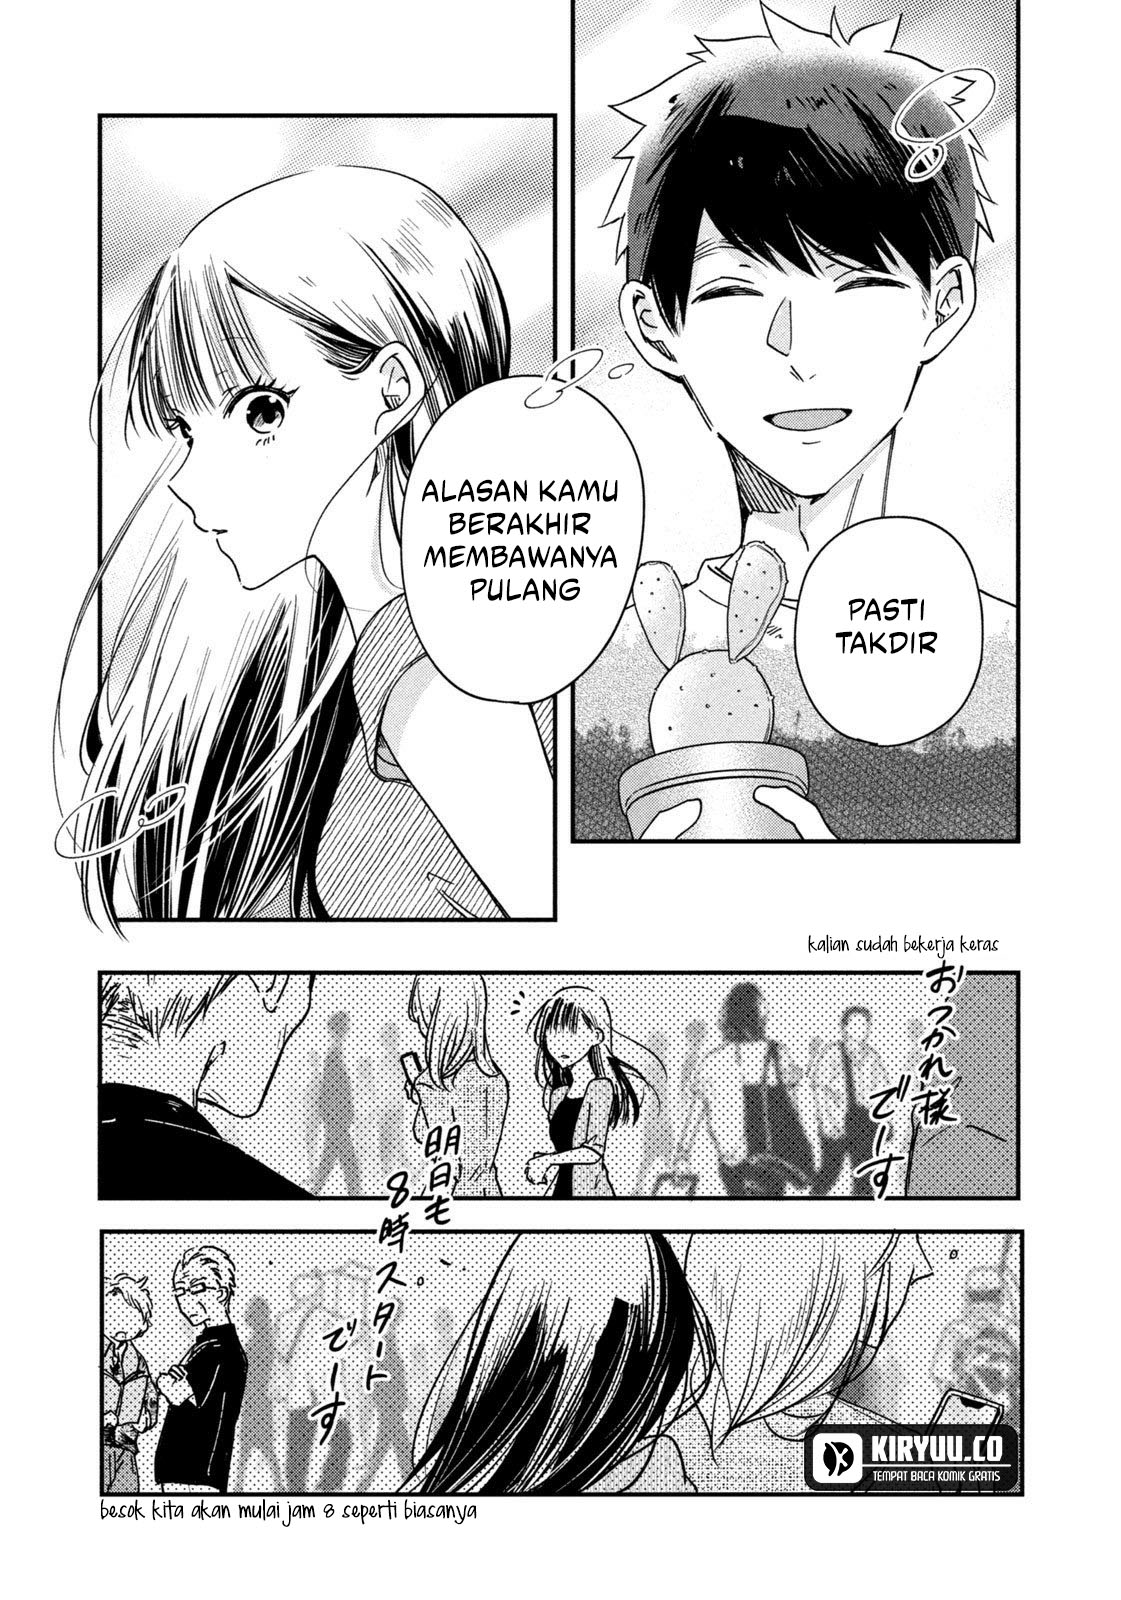 PASTI
TAKDIR
ALASAN KAMU
BERAKHIR
MEMBAWANYA
PULANG
kalian sudah bekerja keras
おつかれ様
でーす
明日も
8時スタート
でーす
besok kita akan mulai jam 8 seperti biasanya
KIRYUU.CO
TEMPAT BACA KOMIK GRATIS